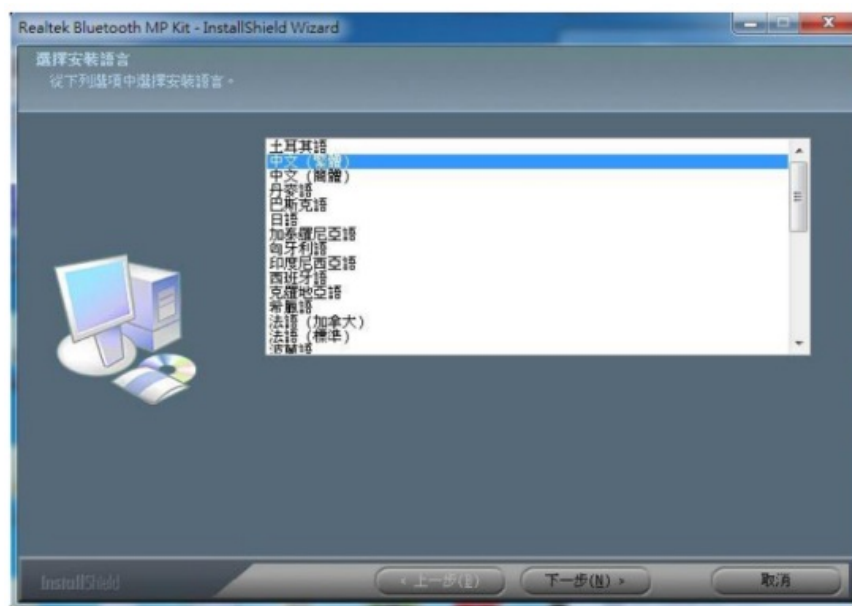 Realtek Bluetooth MP Kit - InstallShield Wizard
選擇安裝語言
從下列選項中選擇安裝語言。
土耳其語
中文 (繁體)
中文 (簡體)
丹麥語
巴斯克語
日語
加泰羅尼亞語
匈牙利語
印度尼西亞語
西班牙語
克羅地亞語
希臘語
法語 (加拿大)
法語 (標準)
波蘭語
InstallShield
< 上一步(B)
下一步(N) >
取消